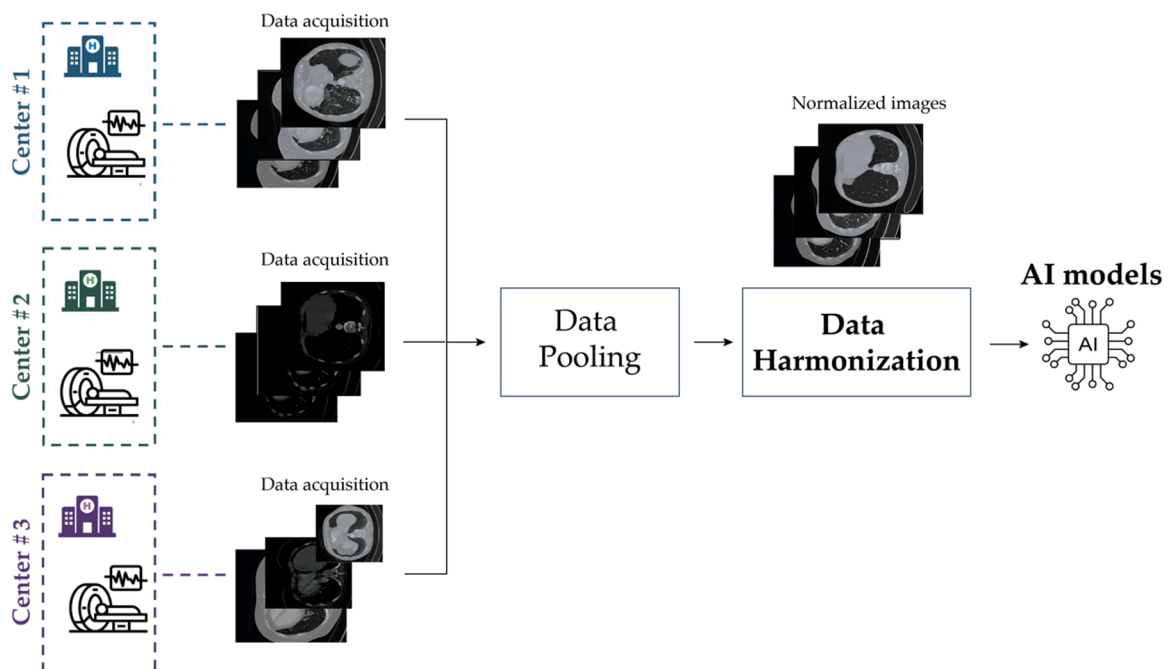 Center #1
H
Data acquisition
Center #2
H
Data acquisition
Center #3
H
Data acquisition
Data
Pooling
Normalized images
Data
Harmonization
AI models
AI